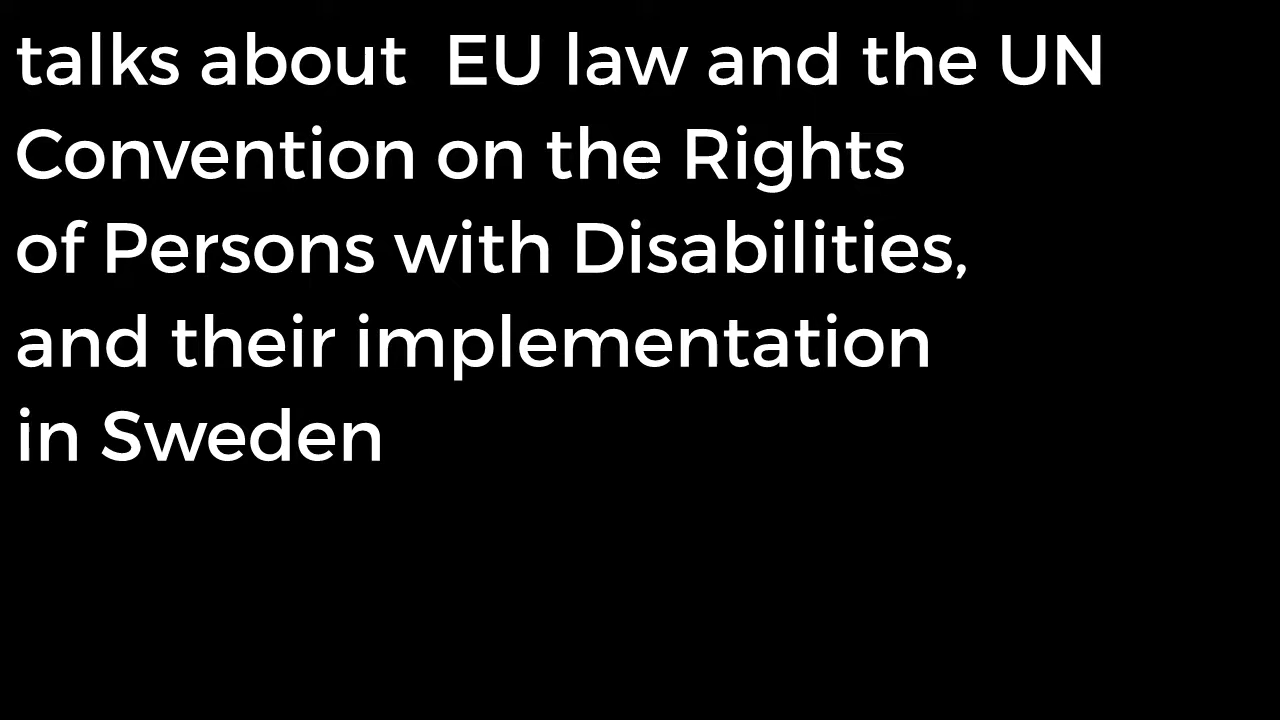 talks about  EU law and the UN
Convention on the Rights
of Persons with Disabilities,
and their implementation
in Sweden